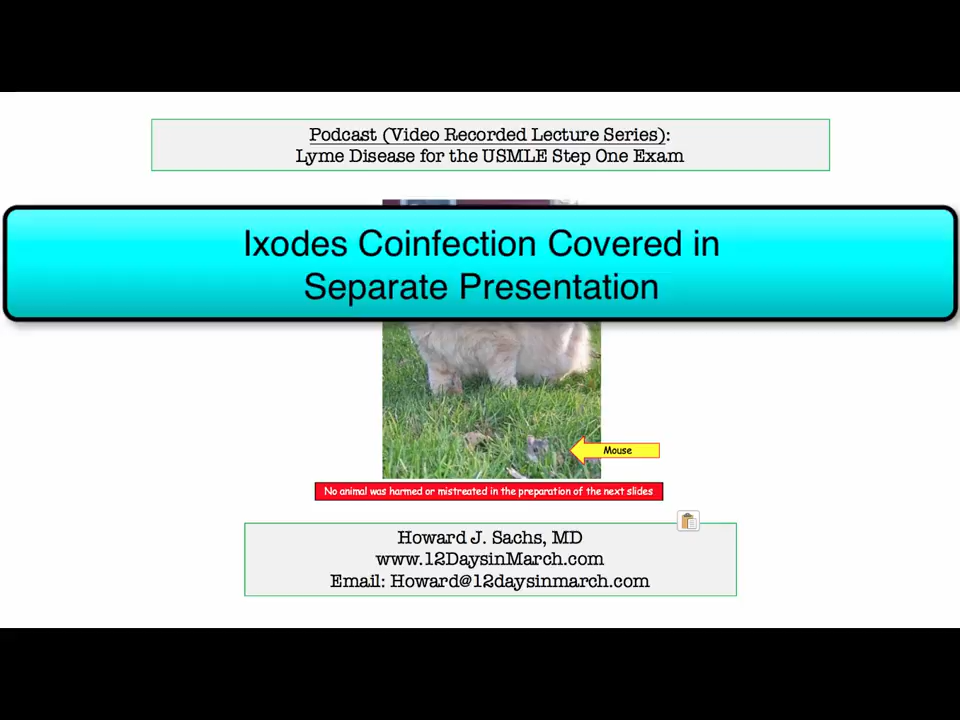 Podcast (Video Recorded Lecture Series):
Lyme Disease for the USMLE Step One Exam
Ixodes Coinfection Covered in
Separate Presentation
Mouse
No animal was harmed or mistreated in the preparation of the next slides
Howard J. Sachs, MD
www.12DaysinMarch.com
Email: Howard@12daysinmarch.com